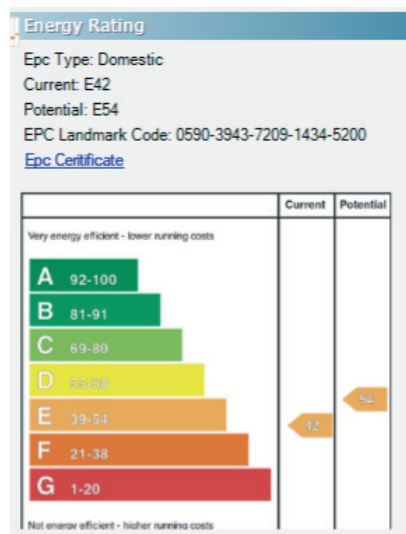 Energy Rating
Epc Type: Domestic
Current: E42
Potential: E54
EPC Landmark Code: 0590-3943-7209-1434-5200
Epc Ceritificate
Current Potential
Very energy efficient - lower running costs
A 92-100
B 81-91
C 69-80
D 55-68
54
E 39-54
42
F 21-38
G 1-20
Not energy efficient - higher running costs